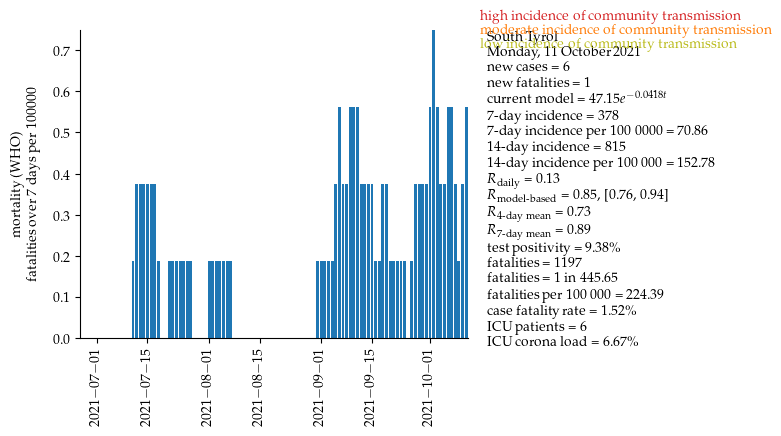 high incidence of community transmission
moderate incidence of community transmission
low incidence of community transmission
South Tyrol
Monday, 11 October 2021
new cases = 6
new fatalities = 1
current model = 47.15e^{−0.0418t}
7-day incidence = 378
7-day incidence per 100 0000 = 70.86
14-day incidence = 815
14-day incidence per 100 000 = 152.78
R_daily = 0.13
R_model-based = 0.85, [0.76, 0.94]
R_4-day mean = 0.73
R_7-day mean = 0.89
test positivity = 9.38%
fatalities = 1197
fatalities = 1 in 445.65
fatalities per 100 000 = 224.39
case fatality rate = 1.52%
ICU patients = 6
ICU corona load = 6.67%
mortality (WHO)
fatalities over 7 days per 100000
0.7
0.6
0.5
0.4
0.3
0.2
0.1
0.0
2021−07−01
2021−07−15
2021−08−01
2021−08−15
2021−09−01
2021−09−15
2021−10−01